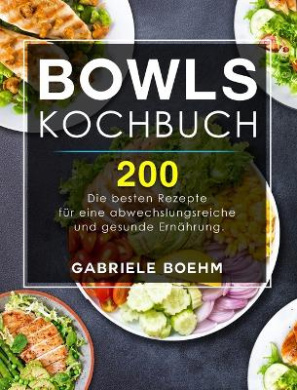 BOWLS
KOCHBUCH
200
Die besten Rezepte
für eine abwechslungsreiche
und gesunde Ernährung.
GABRIELE BOEHM